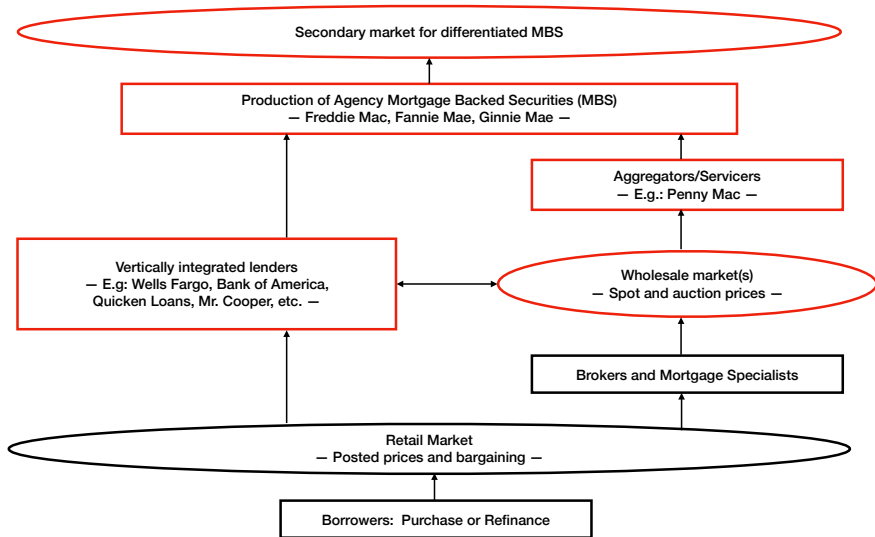 Secondary market for differentiated MBS
Production of Agency Mortgage Backed Securities (MBS)
— Freddie Mac, Fannie Mae, Ginnie Mae —
Aggregators/Servicers
— E.g.: Penny Mac —
Vertically integrated lenders
— E.g: Wells Fargo, Bank of America,
Quicken Loans, Mr. Cooper, etc. —
Wholesale market(s)
— Spot and auction prices —
Brokers and Mortgage Specialists
Retail Market
— Posted prices and bargaining —
Borrowers: Purchase or Refinance